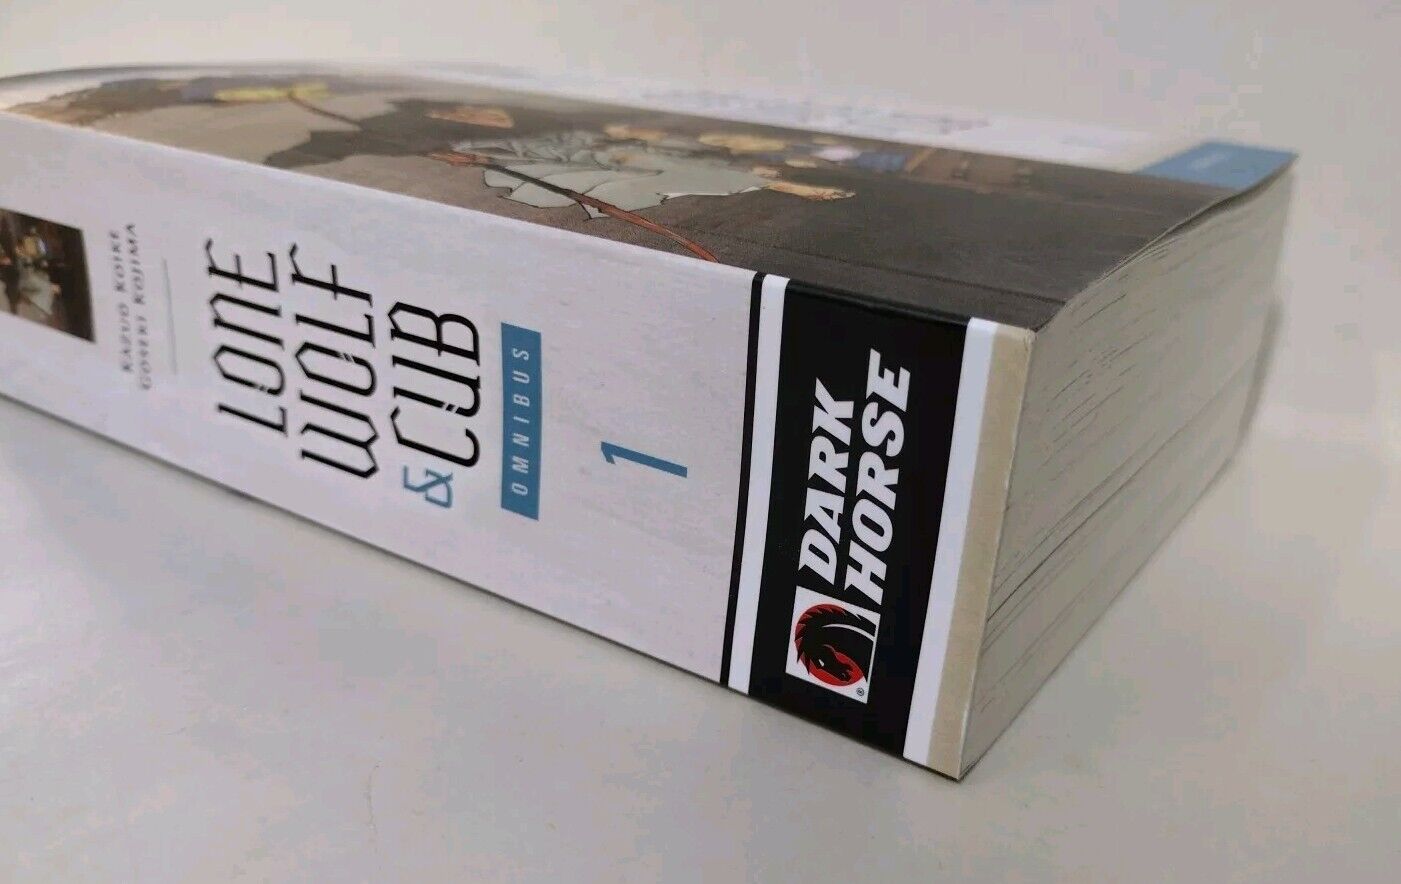 KAZUO KOIKE
GOSEKI KOJIMA
LONE
WOLF
& CUB
OMNIBUS
1
DARK
HORSE
®